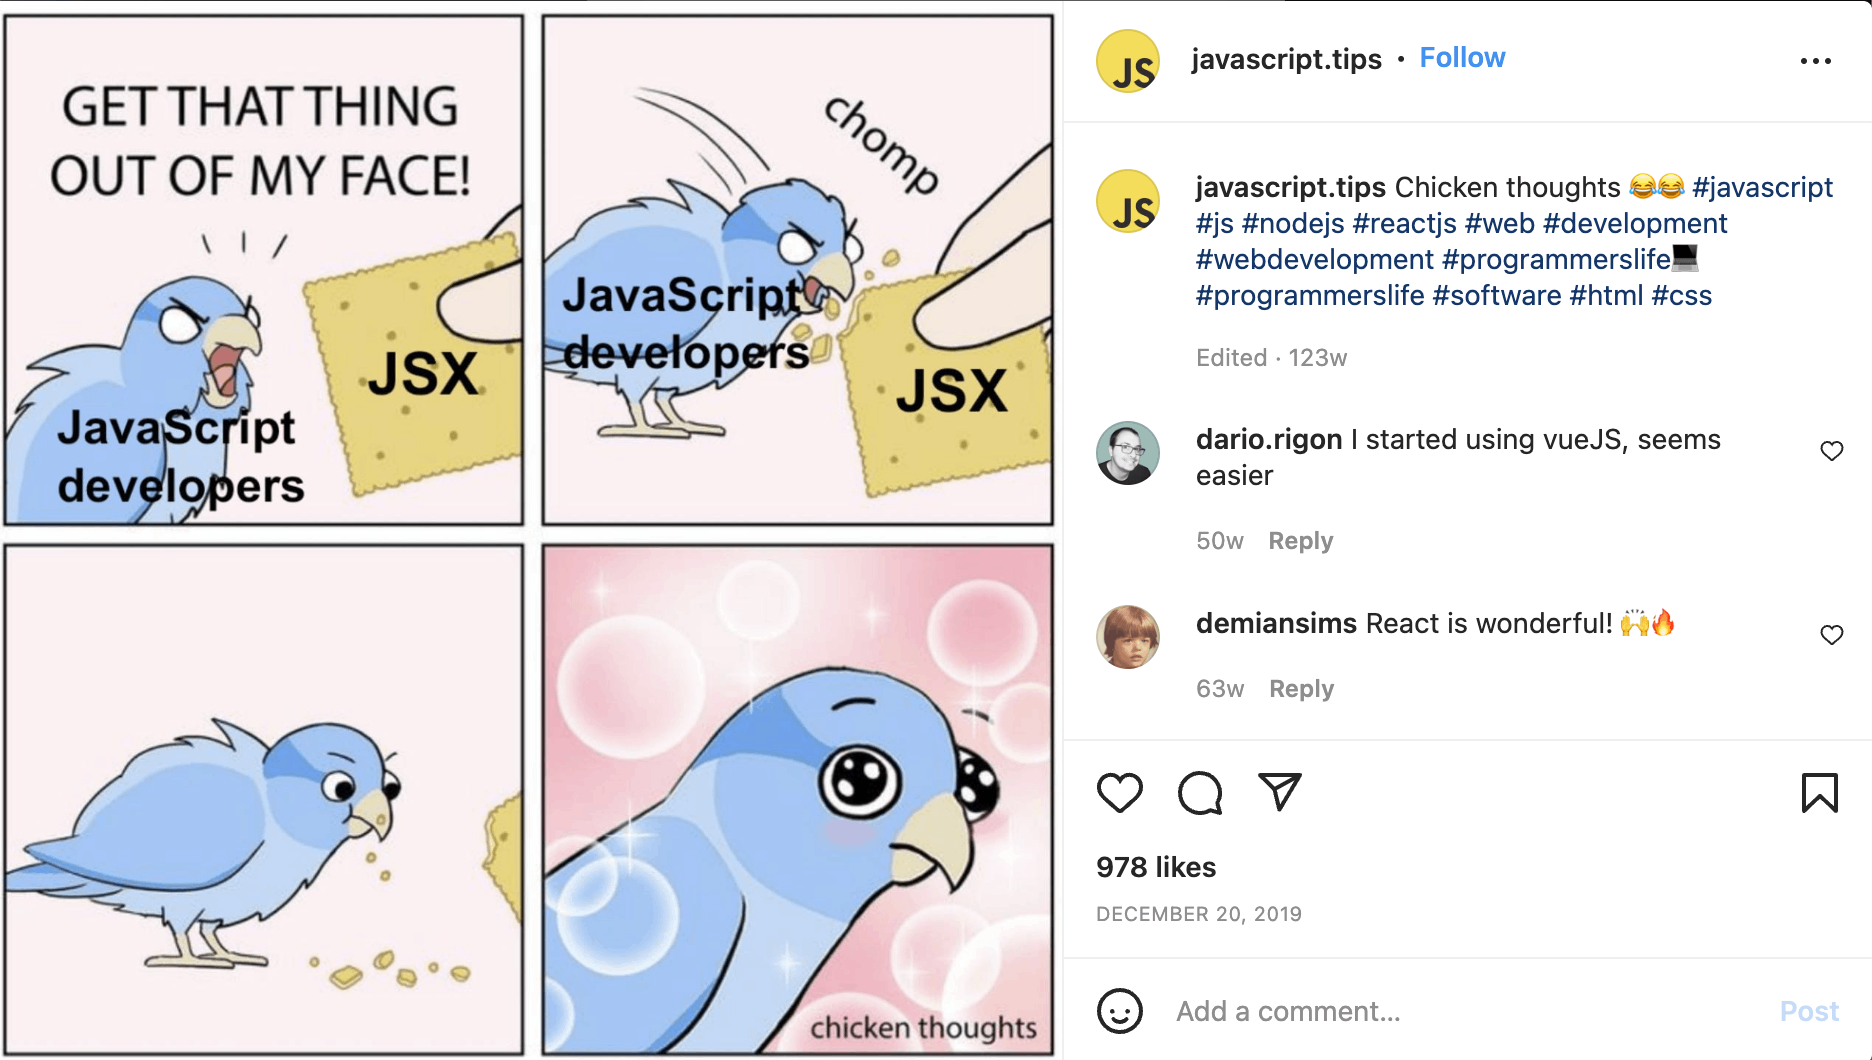 GET THAT THING
OUT OF MY FACE!
JavaScript
developers
JSX
chomp
JavaScript
developers
JSX
chicken thoughts
JS
javascript.tips • Follow
JS
javascript.tips Chicken thoughts 😂😂 #javascript
#js #nodejs #reactjs #web #development
#webdevelopment #programmerslife💻
#programmerslife #software #html #css
Edited · 123w
dario.rigon I started using vueJS, seems
easier
50w Reply
demiansims React is wonderful! 🙌🔥
63w Reply
978 likes
DECEMBER 20, 2019
Add a comment...
Post